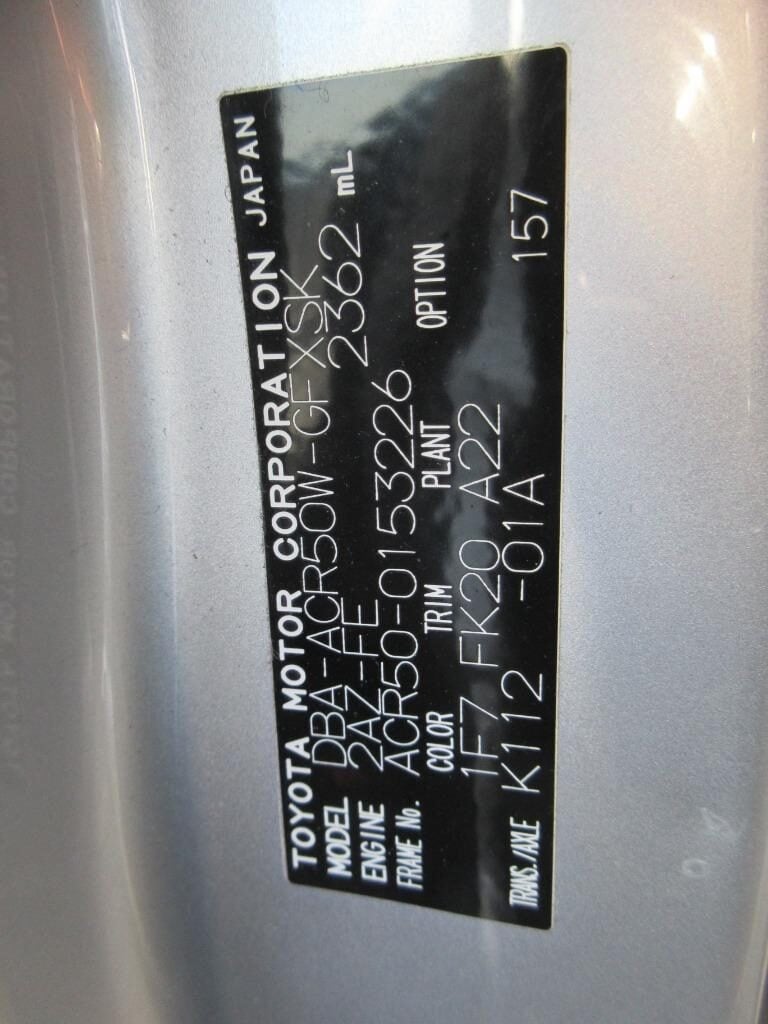 TOYOTA MOTOR CORPORATION JAPAN
MODEL DBA-ACR50W-GFXSK
ENGINE 2AZ-FE 2362 mL
FRAME No. ACR50-0153226
COLOR TRIM PLANT OPTION
1F7 FK20 A22
TRANS./AXLE K112 -01A 157